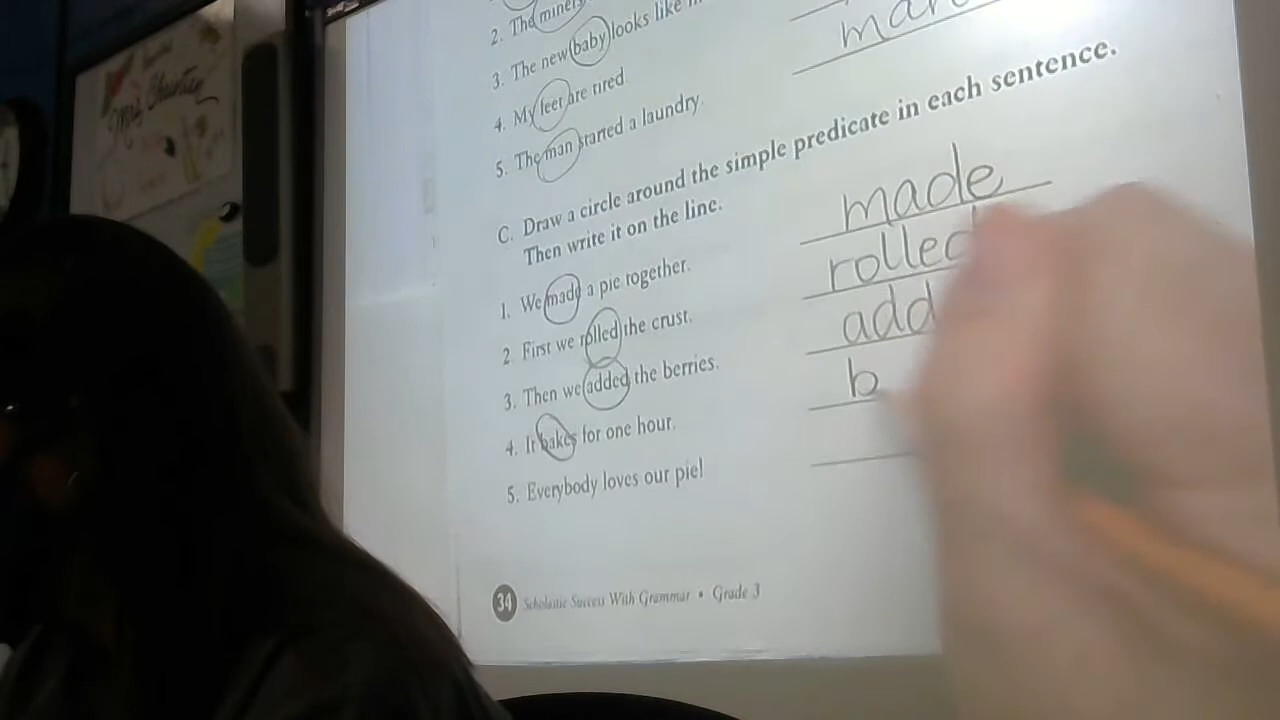 Mrs. Christian
2. The miners
3. The new baby looks like
man
4. My feet are tired
5. The man started a laundry.
C. Draw a circle around the simple predicate in each sentence.
Then write it on the line.
1. We made a pie together.
made
2. First we rolled the crust.
rolled
3. Then we added the berries.
add
4. It bakes for one hour.
b
5. Everybody loves our pie!
34 Scholastic Success With Grammar • Grade 3